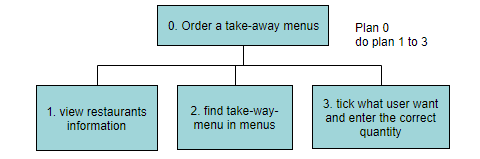 0. Order a take-away menus
Plan 0
do plan 1 to 3
1. view restaurants
information
2. find take-way-
menu in menus
3. tick what user want
and enter the correct
quantity